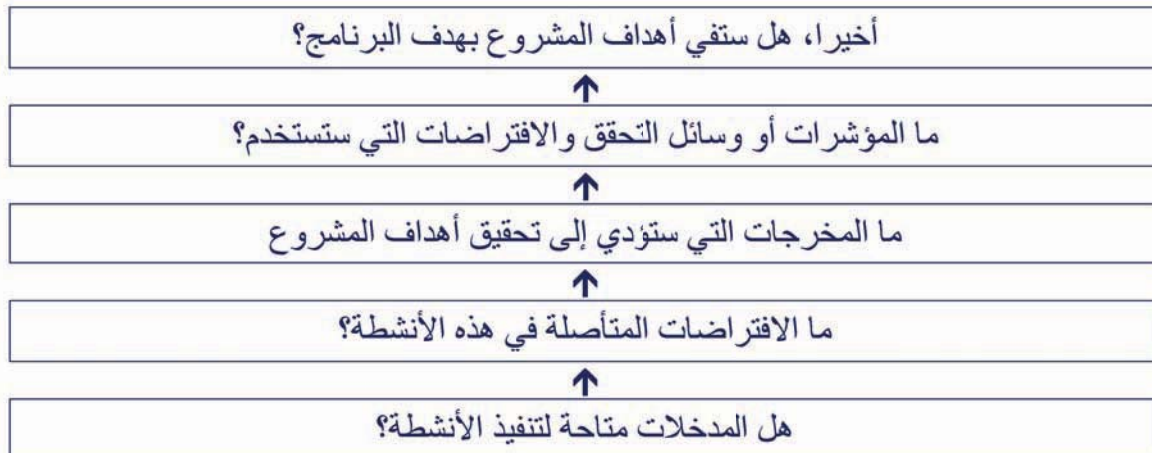 أخيرا، هل ستفي أهداف المشروع بهدف البرنامج؟
ما المؤشرات أو وسائل التحقق والافتراضات التي ستستخدم؟
ما المخرجات التي ستؤدي إلى تحقيق أهداف المشروع
ما الافتراضات المتأصلة في هذه الأنشطة؟
هل المدخلات متاحة لتنفيذ الأنشطة؟